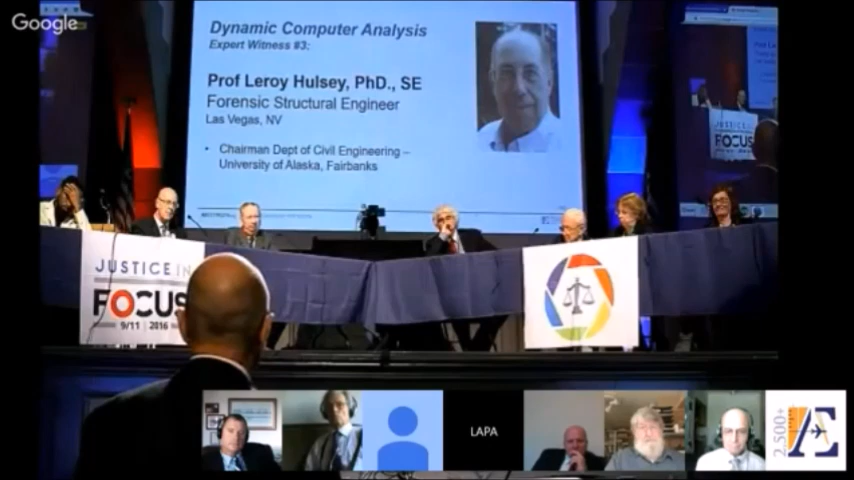 Google
Dynamic Computer Analysis
Expert Witness #3:
Prof Leroy Hulsey, PhD., SE
Forensic Structural Engineer
Las Vegas, NV
• Chairman Dept of Civil Engineering –
University of Alaska, Fairbanks
JUSTICE IN
FOCUS
JUSTICE IN
FOCUS
9/11 | 2016
LAPA
2,500+
AE